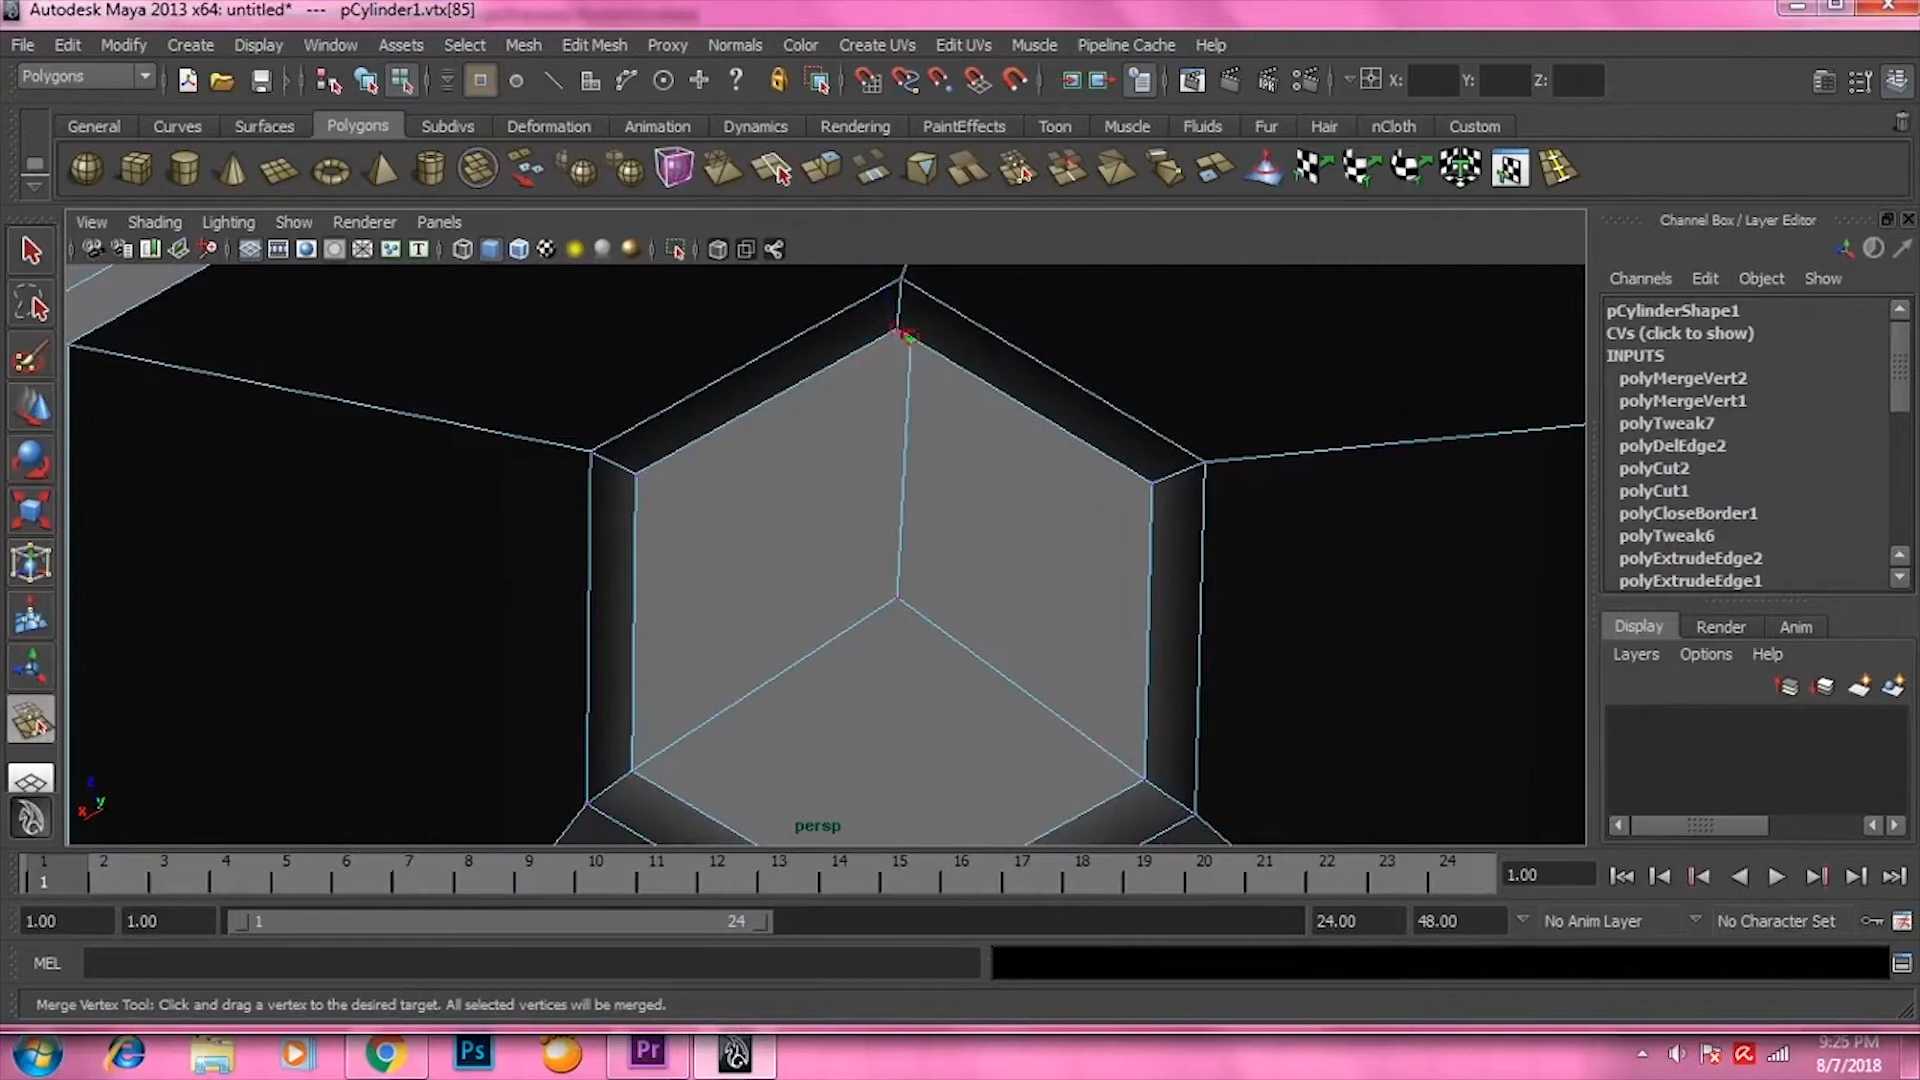 Autodesk Maya 2013 x64: untitled* --- pCylinder1.vtx[85]
File Edit Modify Create Display Window Assets Select Mesh Edit Mesh Proxy Normals Color Create UVs Edit UVs Muscle Pipeline Cache Help
Polygons X: Y: Z:
General Curves Surfaces Polygons Subdivs Deformation Animation Dynamics Rendering PaintEffects Toon Muscle Fluids Fur Hair nCloth Custom
View Shading Lighting Show Renderer Panels
Channel Box / Layer Editor
Channels Edit Object Show
pCylinderShape1
CVs (click to show)
INPUTS
polyMergeVert2
polyMergeVert1
polyTweak7
polyDelEdge2
polyCut2
polyCut1
polyCloseBorder1
polyTweak6
polyExtrudeEdge2
polyExtrudeEdge1
Display Render Anim
Layers Options Help
z
x y
persp
1 2 3 4 5 6 7 8 9 10 11 12 13 14 15 16 17 18 19 20 21 22 23 24
1 1.00
1.00 1.00 1 24 24.00 48.00 No Anim Layer No Character Set
MEL
Merge Vertex Tool: Click and drag a vertex to the desired target. All selected vertices will be merged.
Ps Pr
9:26 PM
8/7/2018